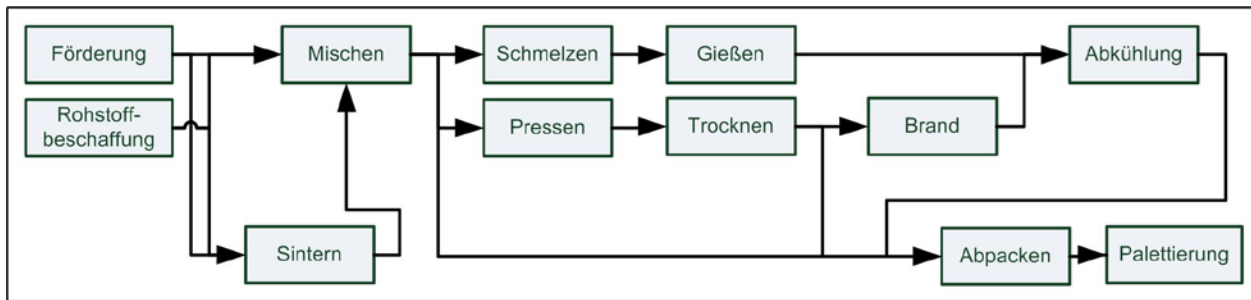 Förderung
Mischen
Schmelzen
Gießen
Abkühlung
Rohstoff-
beschaffung
Pressen
Trocknen
Brand
Sintern
Abpacken
Palettierung